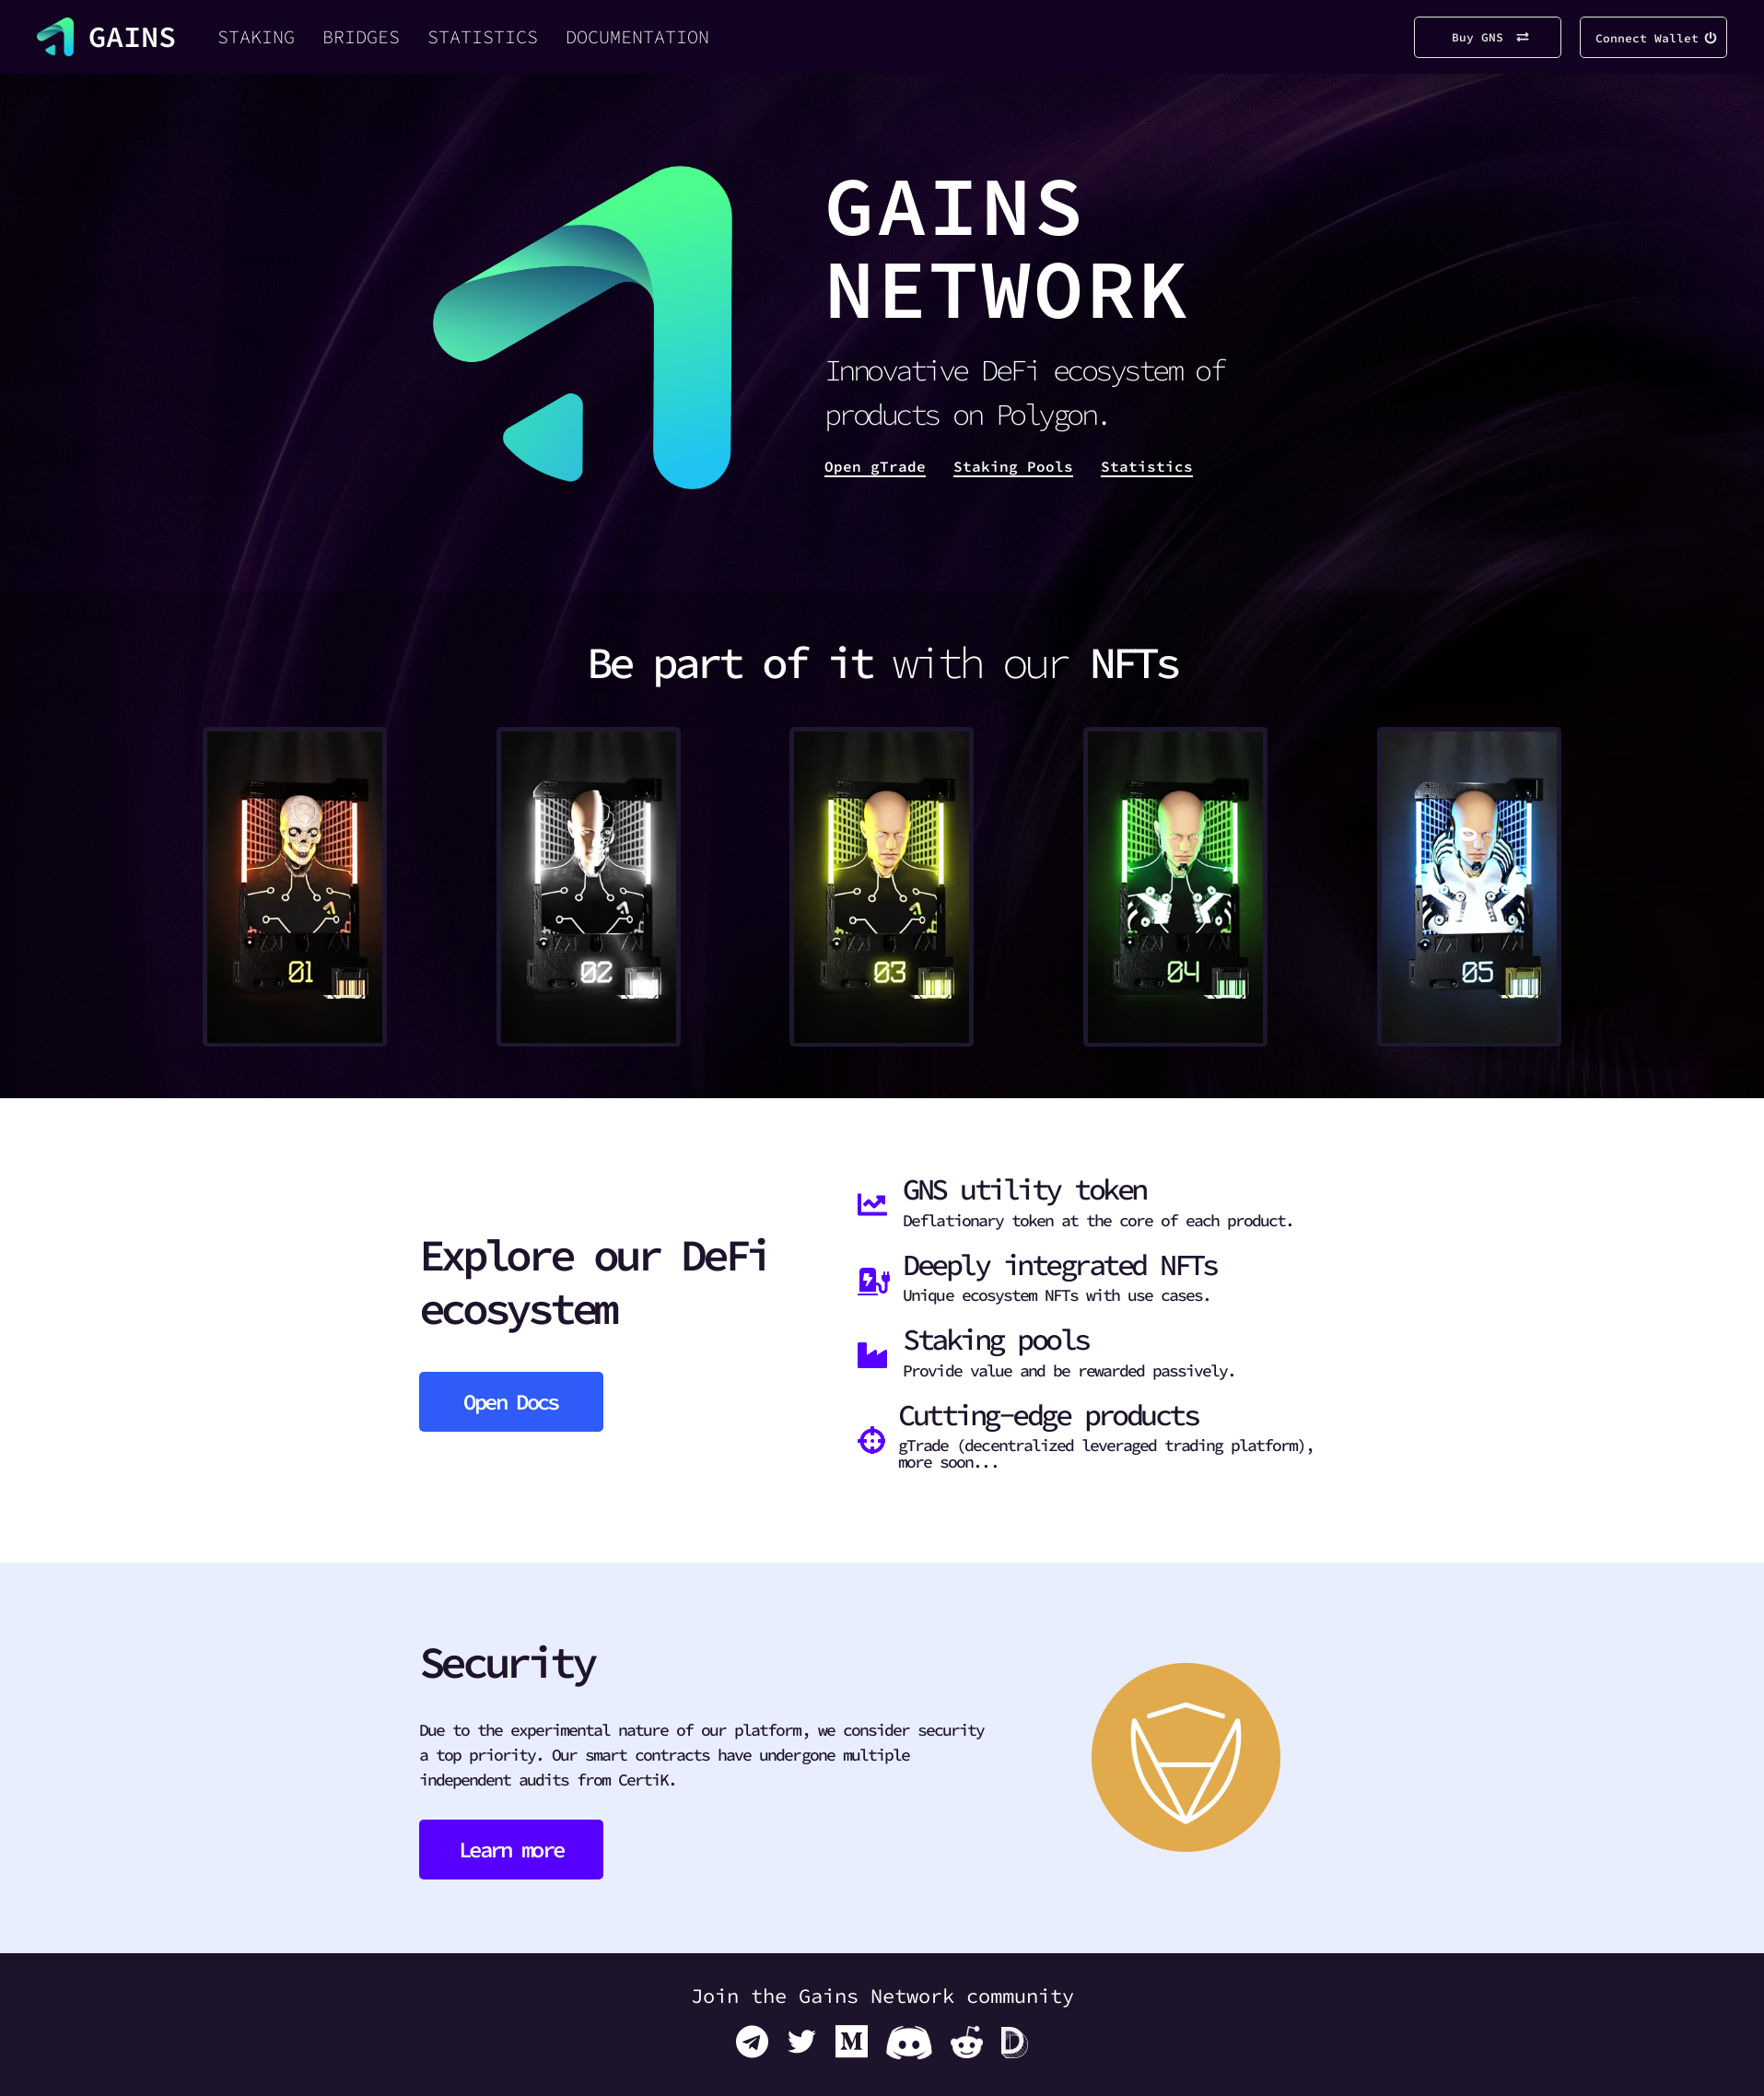 GAINS STAKING BRIDGES STATISTICS DOCUMENTATION Buy GNS Connect Wallet
GAINS
NETWORK
Innovative DeFi ecosystem of
products on Polygon.
Open gTrade Staking Pools Statistics
Be part of it with our NFTs
01 02 03 04 05
Explore our DeFi
ecosystem
Open Docs
GNS utility token
Deflationary token at the core of each product.
Deeply integrated NFTs
Unique ecosystem NFTs with use cases.
Staking pools
Provide value and be rewarded passively.
Cutting-edge products
gTrade (decentralized leveraged trading platform),
more soon...
Security
Due to the experimental nature of our platform, we consider security
a top priority. Our smart contracts have undergone multiple
independent audits from CertiK.
Learn more
Join the Gains Network community
M D